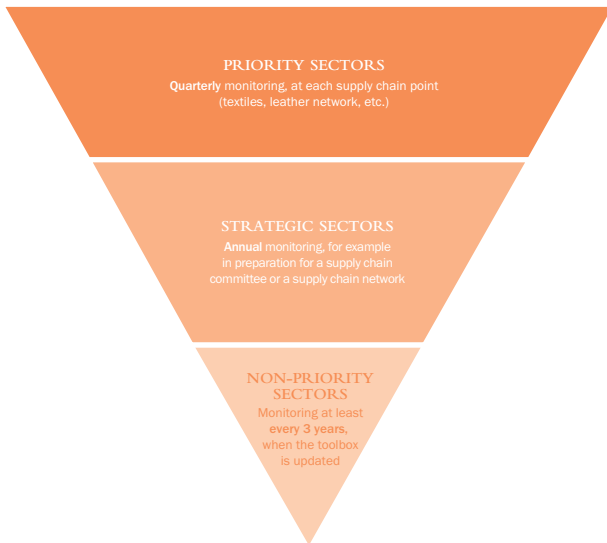 PRIORITY SECTORS
Quarterly monitoring, at each supply chain point
(textiles, leather network, etc.)
STRATEGIC SECTORS
Annual monitoring, for example
in preparation for a supply chain
committee or a supply chain network
NON-PRIORITY
SECTORS
Monitoring at least
every 3 years,
when the toolbox
is updated